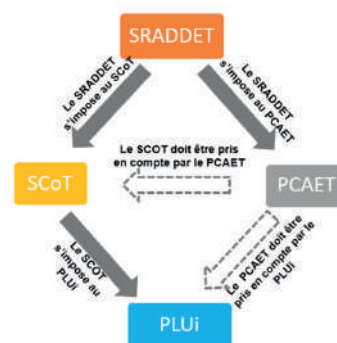 SRADDET
Le SRADDET
s'impose au SCoT
Le SRADDET
s'impose au PCAET
Le SCOT doit être pris
en compte par le PCAET
SCoT
PCAET
Le SCOT
s'impose au
PLUi
Le PCAET doit être
pris en compte par le
PLUi
PLUi